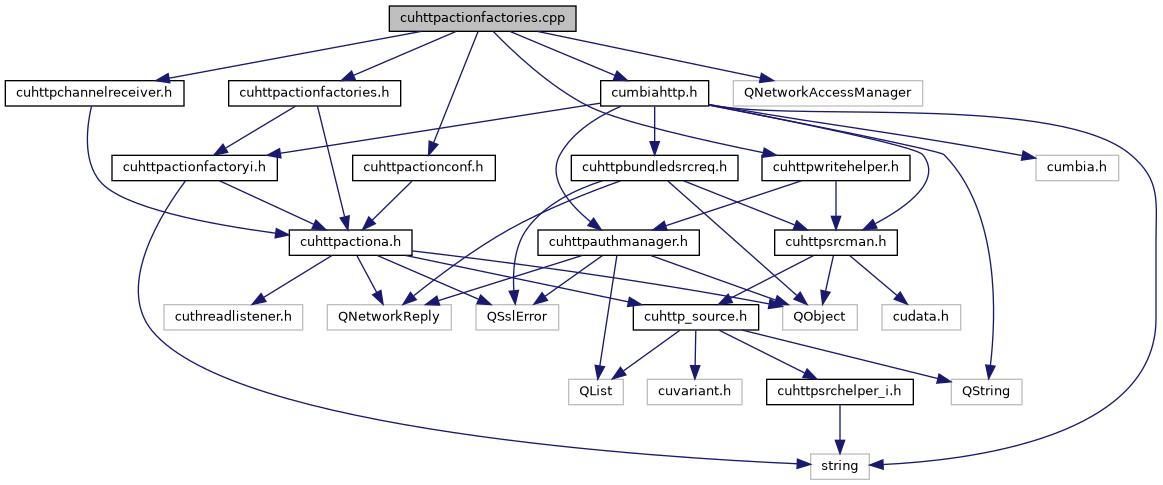 cuhttpactionfactories.cpp
cuhttpchannelreceiver.h
cuhttpactionfactories.h
cumbiahttp.h
QNetworkAccessManager
cuhttpactionfactoryi.h
cuhttpactionconf.h
cuhttpbundledsrcreq.h
cuhttpwritehelper.h
cumbia.h
cuhttpactiona.h
cuhttpauthmanager.h
cuhttpsrcman.h
cuthreadlistener.h
QNetworkReply
QSslError
cuhttp_source.h
QObject
cudata.h
QList
cuvariant.h
cuhttpsrchelper_i.h
QString
string